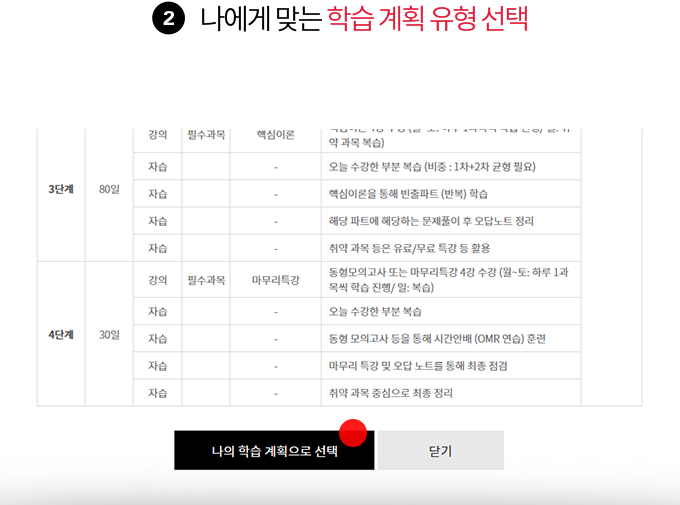 2 나에게 맞는 학습 계획 유형 선택
강의 필수과목 핵심이론
약 과목 복습)
3단계 80일
자습 - 오늘 수강한 부분 복습 (비중 : 1차+2차 균형 필요)
자습 - 핵심이론을 통해 빈출파트 (반복) 학습
자습 - 해당 파트에 해당하는 문제풀이 후 오답노트 정리
자습 - 취약 과목 등은 유료/무료 특강 등 활용
4단계 30일
강의 필수과목 마무리특강 동형모의고사 또는 마무리특강 4강 수강 (월~토: 하루 1과
목씩 학습 진행/ 일: 복습)
자습 - 오늘 수강한 부분 복습
자습 - 동형 모의고사 등을 통해 시간안배 (OMR 연습) 훈련
자습 - 마무리 특강 및 오답 노트를 통해 최종 점검
자습 - 취약 과목 중심으로 최종 정리
나의 학습 계획으로 선택 닫기